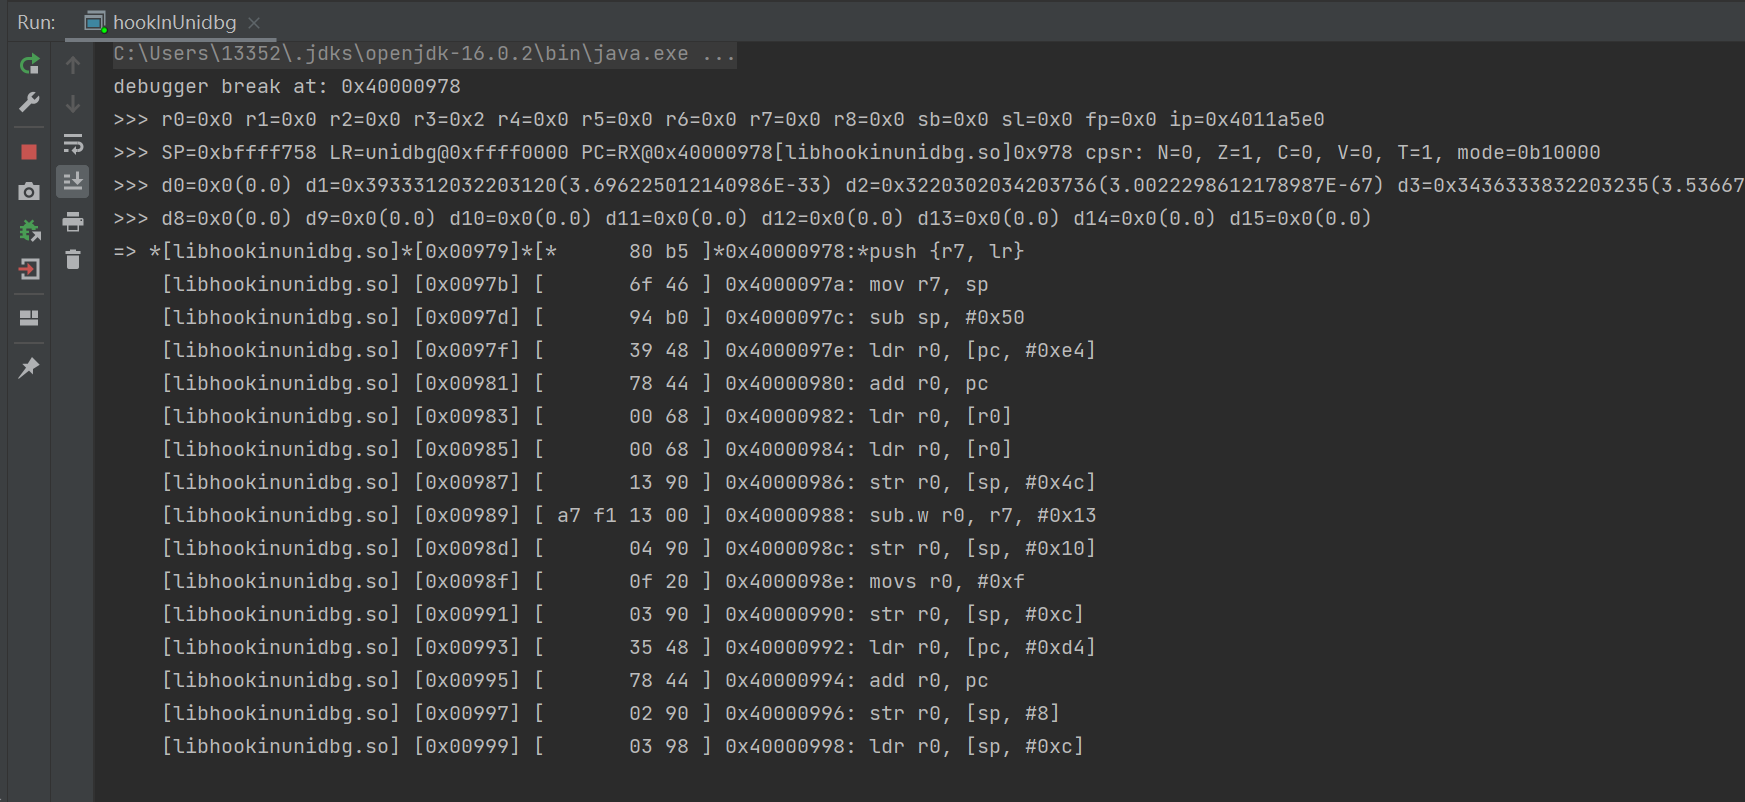 Run: hookInUnidbg
C:\Users\13352\.jdks\openjdk-16.0.2\bin\java.exe ...
debugger break at: 0x40000978
>>> r0=0x0 r1=0x0 r2=0x0 r3=0x2 r4=0x0 r5=0x0 r6=0x0 r7=0x0 r8=0x0 sb=0x0 sl=0x0 fp=0x0 ip=0x4011a5e0
>>> SP=0xbffff758 LR=unidbg@0xffff0000 PC=RX@0x40000978[libhookinunidbg.so]0x978 cpsr: N=0, Z=1, C=0, V=0, T=1, mode=0b10000
>>> d0=0x0(0.0) d1=0x3933312032203120(3.696225012140986E-33) d2=0x3220302034203736(3.0022298612178987E-67) d3=0x3436333832203235(3.53667
>>> d8=0x0(0.0) d9=0x0(0.0) d10=0x0(0.0) d11=0x0(0.0) d12=0x0(0.0) d13=0x0(0.0) d14=0x0(0.0) d15=0x0(0.0)
=> *[libhookinunidbg.so]*[0x00979]*[*      80 b5 ]*0x40000978:*push {r7, lr}
    [libhookinunidbg.so] [0x0097b] [       6f 46 ] 0x4000097a: mov r7, sp
    [libhookinunidbg.so] [0x0097d] [       94 b0 ] 0x4000097c: sub sp, #0x50
    [libhookinunidbg.so] [0x0097f] [       39 48 ] 0x4000097e: ldr r0, [pc, #0xe4]
    [libhookinunidbg.so] [0x00981] [       78 44 ] 0x40000980: add r0, pc
    [libhookinunidbg.so] [0x00983] [       00 68 ] 0x40000982: ldr r0, [r0]
    [libhookinunidbg.so] [0x00985] [       00 68 ] 0x40000984: ldr r0, [r0]
    [libhookinunidbg.so] [0x00987] [       13 90 ] 0x40000986: str r0, [sp, #0x4c]
    [libhookinunidbg.so] [0x00989] [ a7 f1 13 00 ] 0x40000988: sub.w r0, r7, #0x13
    [libhookinunidbg.so] [0x0098d] [       04 90 ] 0x4000098c: str r0, [sp, #0x10]
    [libhookinunidbg.so] [0x0098f] [       0f 20 ] 0x4000098e: movs r0, #0xf
    [libhookinunidbg.so] [0x00991] [       03 90 ] 0x40000990: str r0, [sp, #0xc]
    [libhookinunidbg.so] [0x00993] [       35 48 ] 0x40000992: ldr r0, [pc, #0xd4]
    [libhookinunidbg.so] [0x00995] [       78 44 ] 0x40000994: add r0, pc
    [libhookinunidbg.so] [0x00997] [       02 90 ] 0x40000996: str r0, [sp, #8]
    [libhookinunidbg.so] [0x00999] [       03 98 ] 0x40000998: ldr r0, [sp, #0xc]